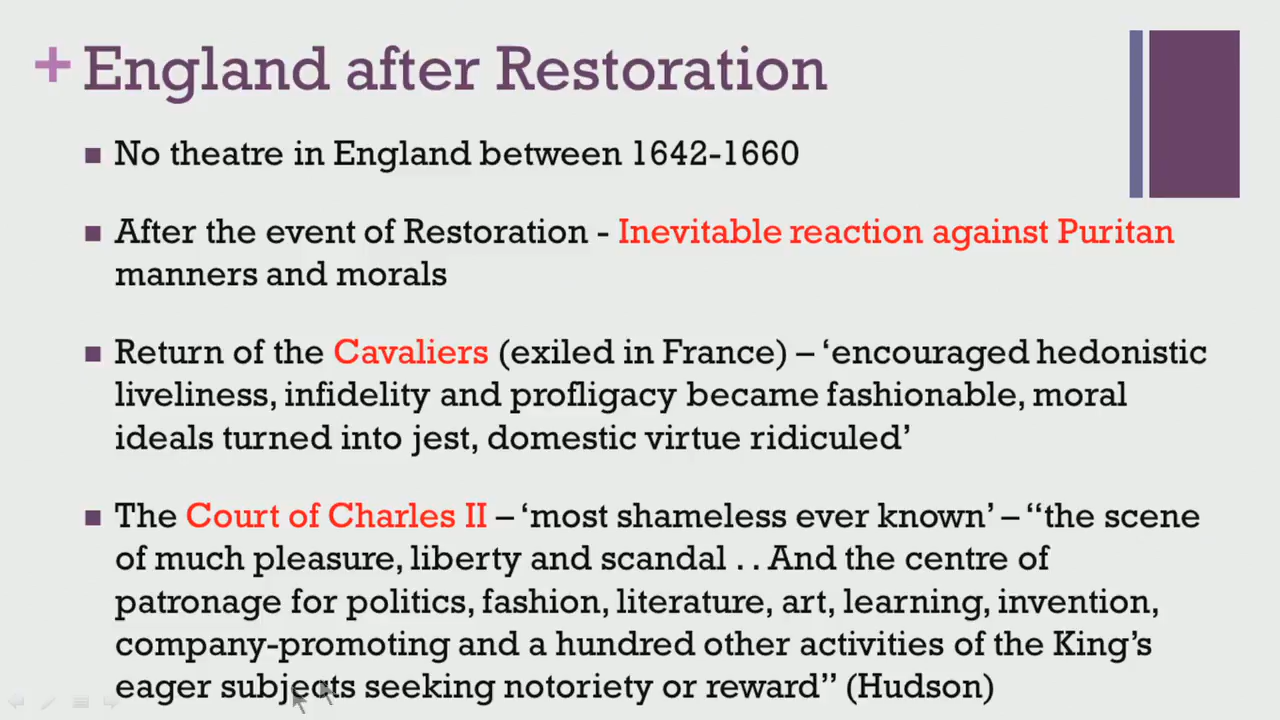 + England after Restoration
■ No theatre in England between 1642-1660
■ After the event of Restoration - Inevitable reaction against Puritan
manners and morals
■ Return of the Cavaliers (exiled in France) – ‘encouraged hedonistic
liveliness, infidelity and profligacy became fashionable, moral
ideals turned into jest, domestic virtue ridiculed’
■ The Court of Charles II – ‘most shameless ever known’ – “the scene
of much pleasure, liberty and scandal . . And the centre of
patronage for politics, fashion, literature, art, learning, invention,
company-promoting and a hundred other activities of the King’s
eager subjects seeking notoriety or reward” (Hudson)